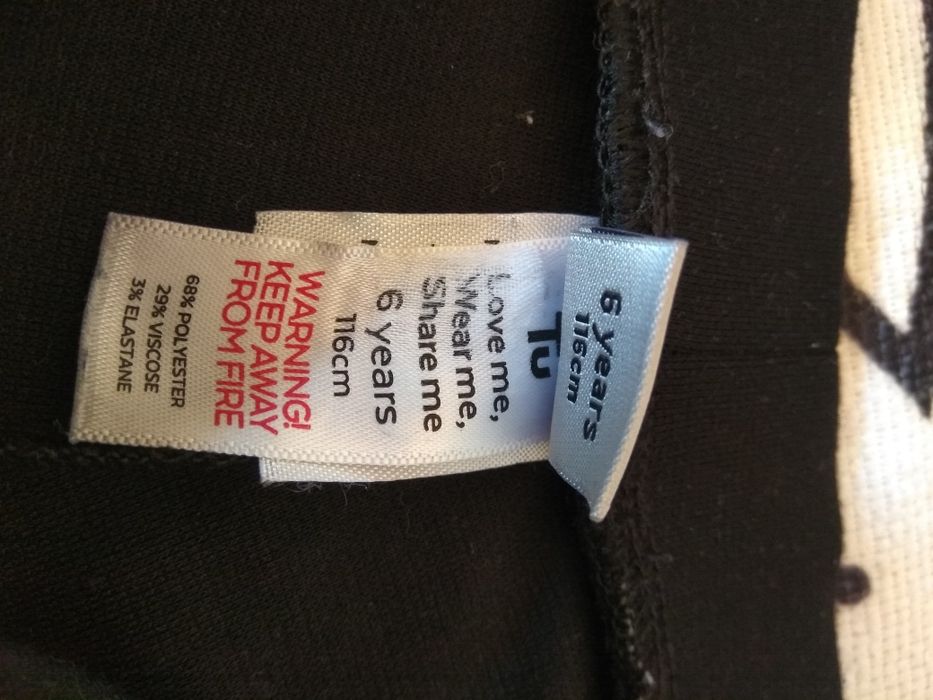 6 years
116cm
Tu
Love me,
Wear me,
Share me
6 years
116cm
WARNING!
KEEP AWAY
FROM FIRE
68% POLYESTER
29% VISCOSE
3% ELASTANE